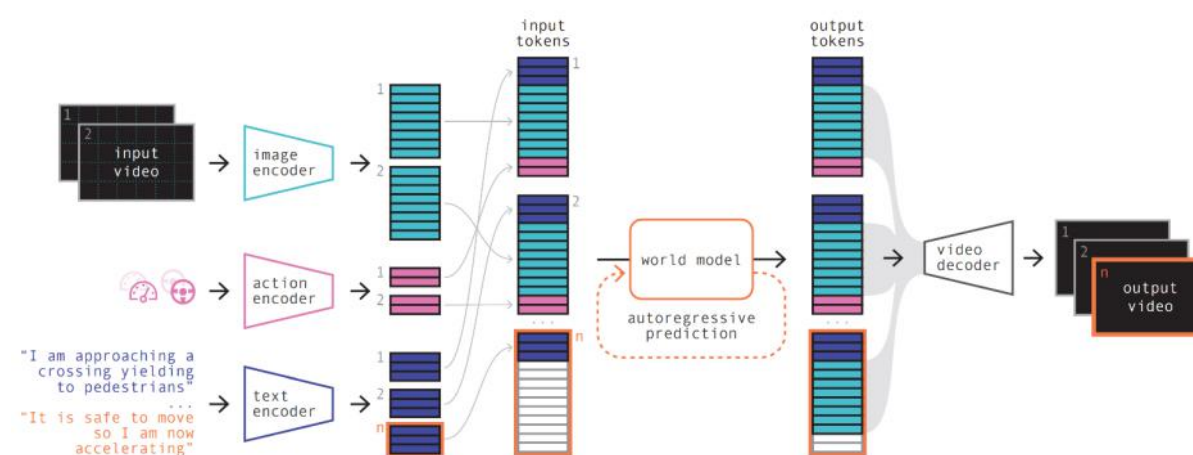 input
tokens
output
tokens
1
2
input
video
image
encoder
1
2
action
encoder
1
2
"I am approaching a
crossing yielding
to pedestrians"
...
"It is safe to move
so I am now
accelerating"
text
encoder
1
2
n
1
2
...
n
world model
autoregressive
prediction
...
video
decoder
1
2
n
output
video